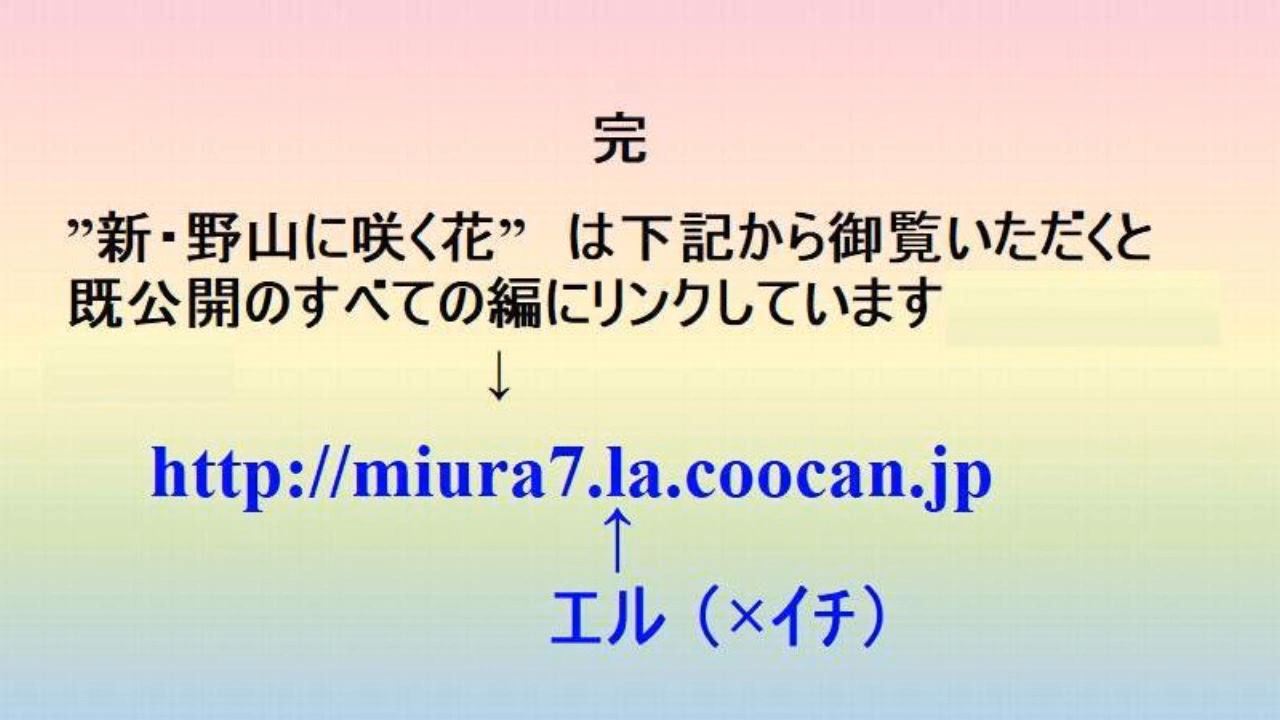 完
”新・野山に咲く花”　は下記から御覧いただくと
既公開のすべての編にリンクしています
↓
http://miura7.la.coocan.jp
↑
エル（×イチ）